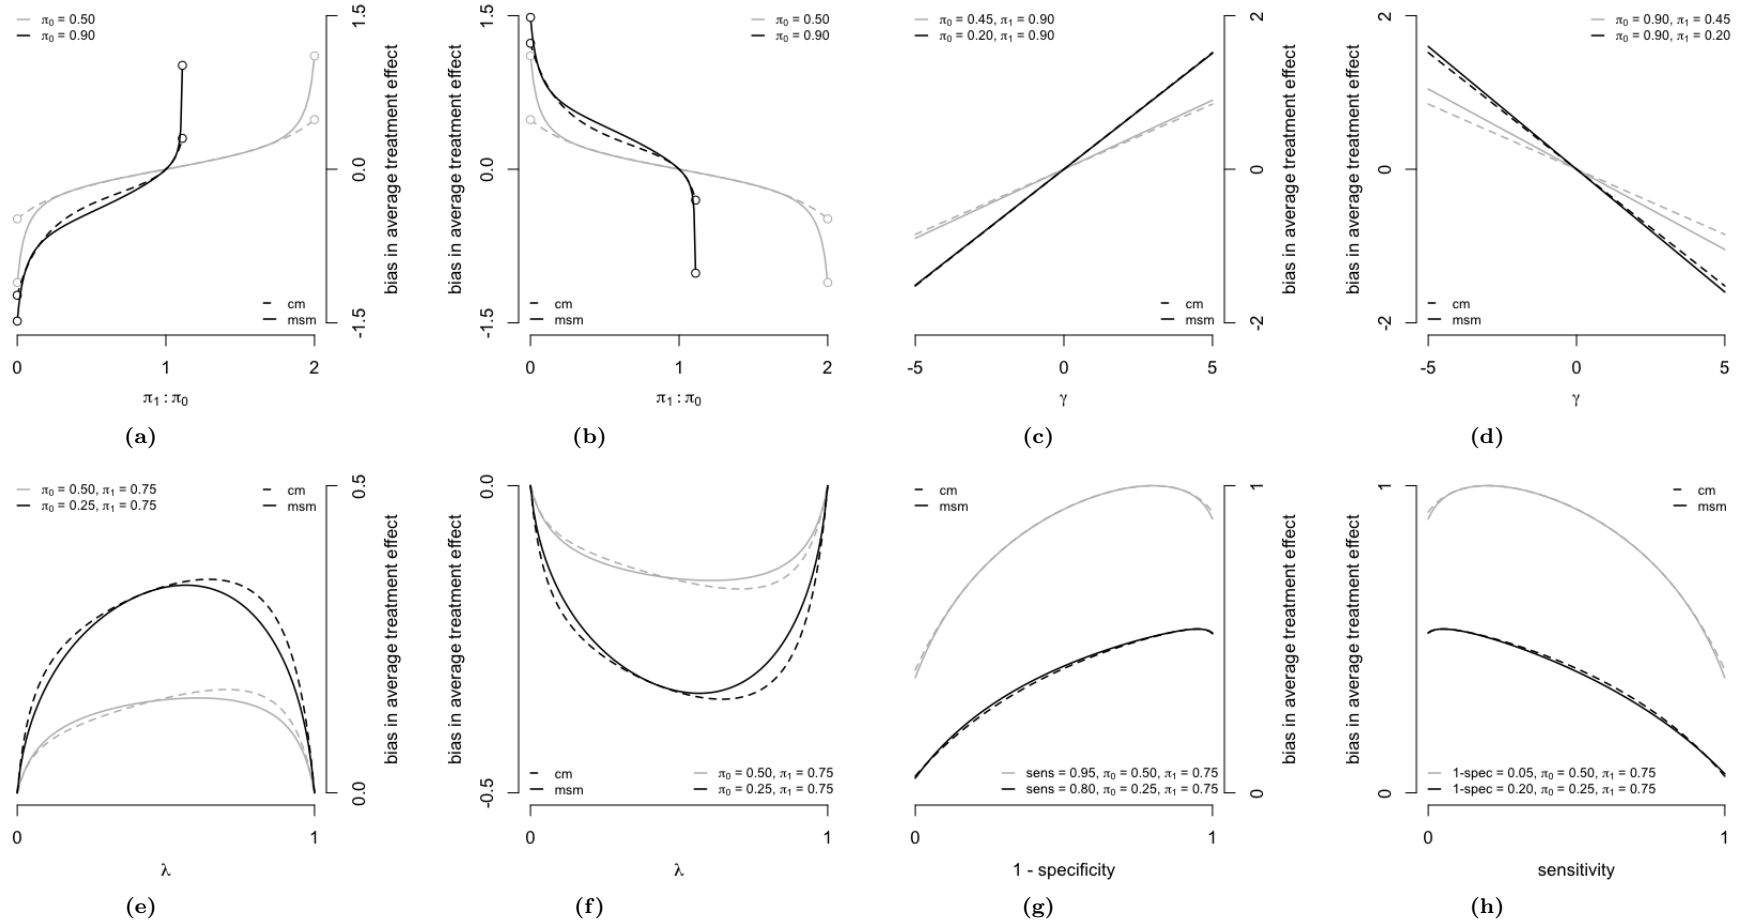 π0 = 0.50
π0 = 0.90
cm
msm
1.5
0.0
-1.5
bias in average treatment effect
0
1
2
π1 : π0
(a)
bias in average treatment effect
1.5
0.0
-1.5
π0 = 0.50
π0 = 0.90
cm
msm
0
1
2
π1 : π0
(b)
π0 = 0.45, π1 = 0.90
π0 = 0.20, π1 = 0.90
cm
msm
2
0
-2
bias in average treatment effect
-5
0
5
γ
(c)
bias in average treatment effect
2
0
-2
π0 = 0.90, π1 = 0.45
π0 = 0.90, π1 = 0.20
cm
msm
-5
0
5
γ
(d)
π0 = 0.50, π1 = 0.75
π0 = 0.25, π1 = 0.75
cm
msm
0.5
0.0
bias in average treatment effect
0
1
λ
(e)
bias in average treatment effect
0.0
-0.5
cm
msm
π0 = 0.50, π1 = 0.75
π0 = 0.25, π1 = 0.75
0
1
λ
(f)
cm
msm
sens = 0.95, π0 = 0.50, π1 = 0.75
sens = 0.80, π0 = 0.25, π1 = 0.75
1
0
bias in average treatment effect
0
1
1 - specificity
(g)
bias in average treatment effect
1
0
cm
msm
1-spec = 0.05, π0 = 0.50, π1 = 0.75
1-spec = 0.20, π0 = 0.25, π1 = 0.75
0
1
sensitivity
(h)